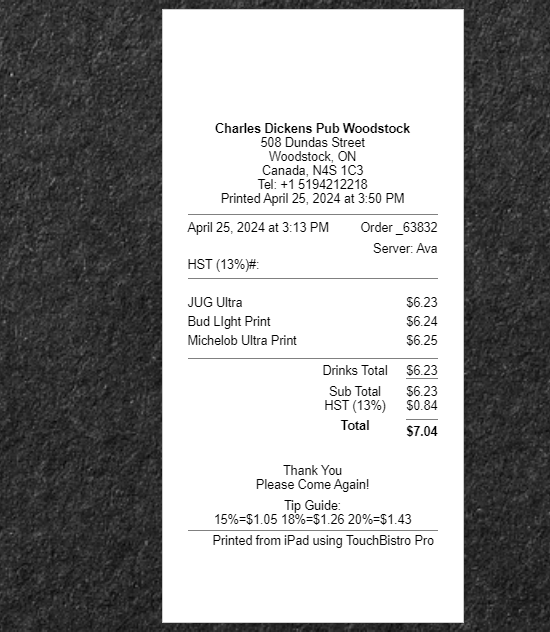 Charles Dickens Pub Woodstock
508 Dundas Street
Woodstock, ON
Canada, N4S 1C3
Tel: +1 5194212218
Printed April 25, 2024 at 3:50 PM
April 25, 2024 at 3:13 PM Order _63832
Server: Ava
HST (13%)#:
JUG Ultra $6.23
Bud LIght Print $6.24
Michelob Ultra Print $6.25
Drinks Total $6.23
Sub Total $6.23
HST (13%) $0.84
Total $7.04
Thank You
Please Come Again!
Tip Guide:
15%=$1.05 18%=$1.26 20%=$1.43
Printed from iPad using TouchBistro Pro